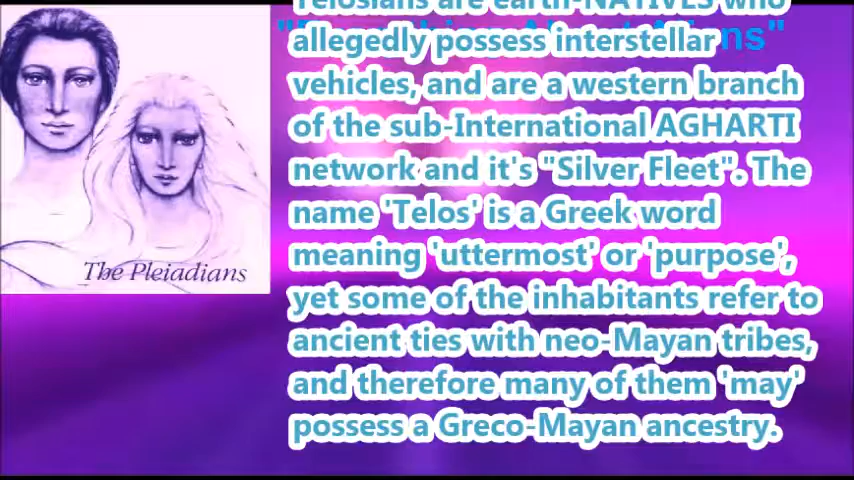 Telosians are earth-NATIVES who
allegedly possess interstellar
vehicles, and are a western branch
of the sub-International AGHARTI
network and it's "Silver Fleet". The
name 'Telos' is a Greek word
meaning 'uttermost' or 'purpose',
yet some of the inhabitants refer to
ancient ties with neo-Mayan tribes,
and therefore many of them 'may'
possess a Greco-Mayan ancestry.
The Pleiadians